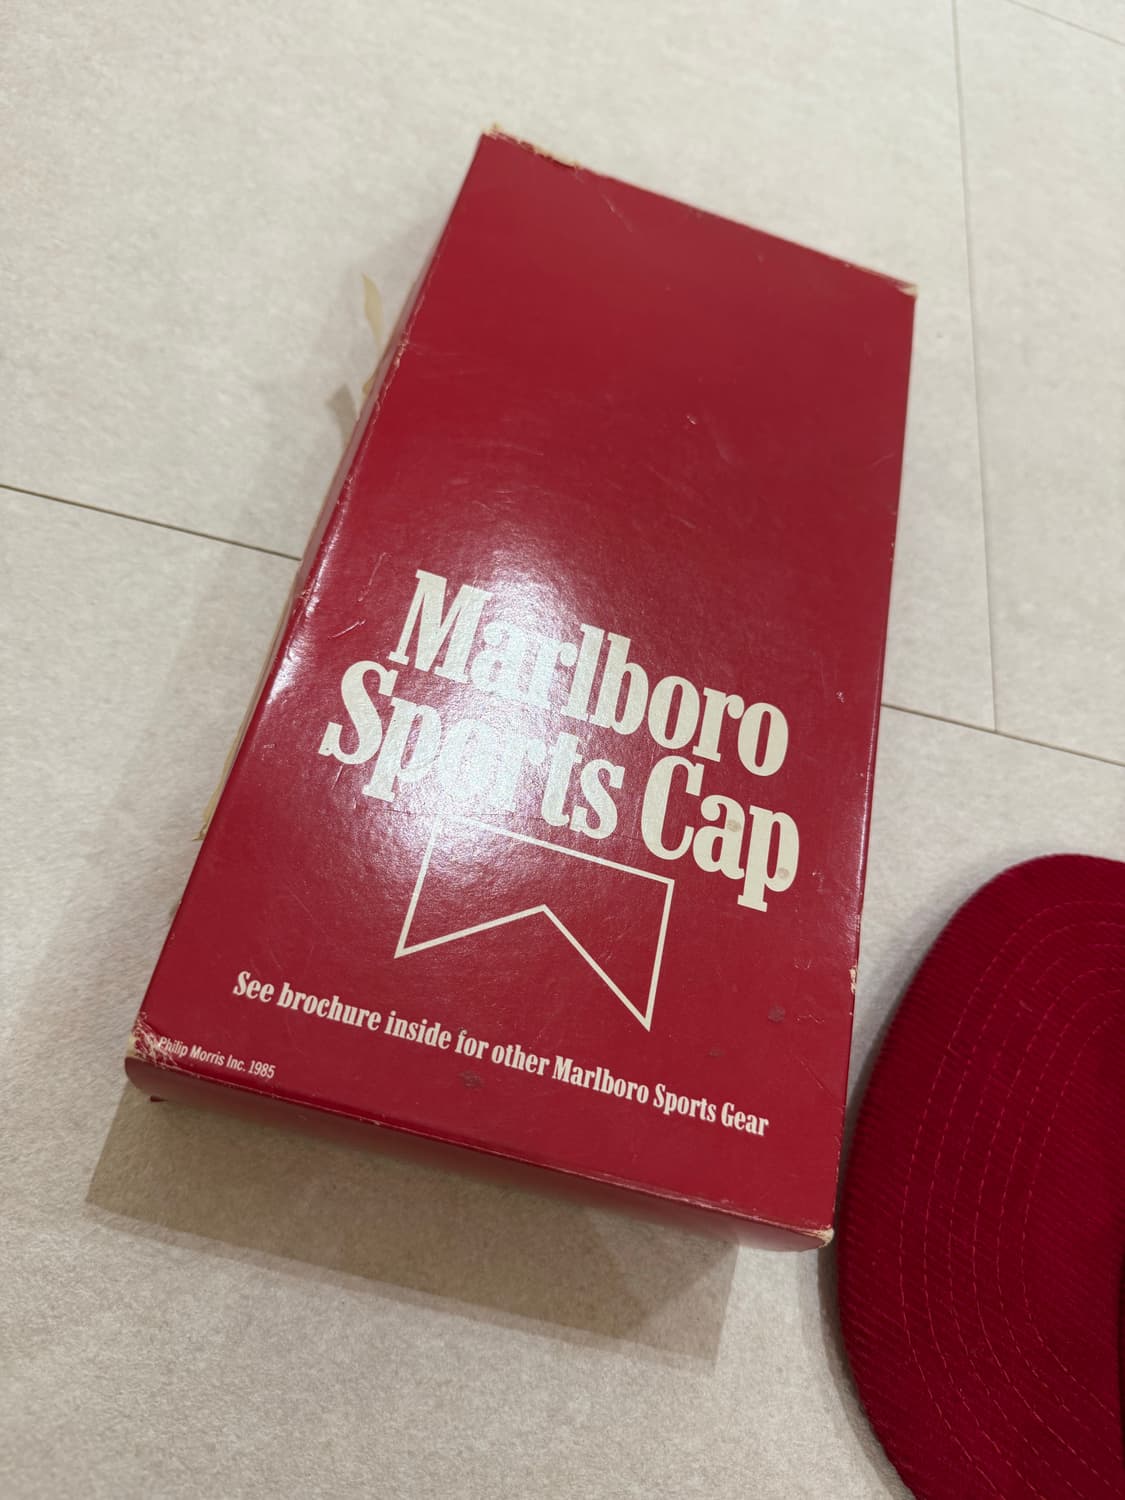 Marlboro
Sports Cap
See brochure inside for other Marlboro Sports Gear
Philip Morris Inc. 1985